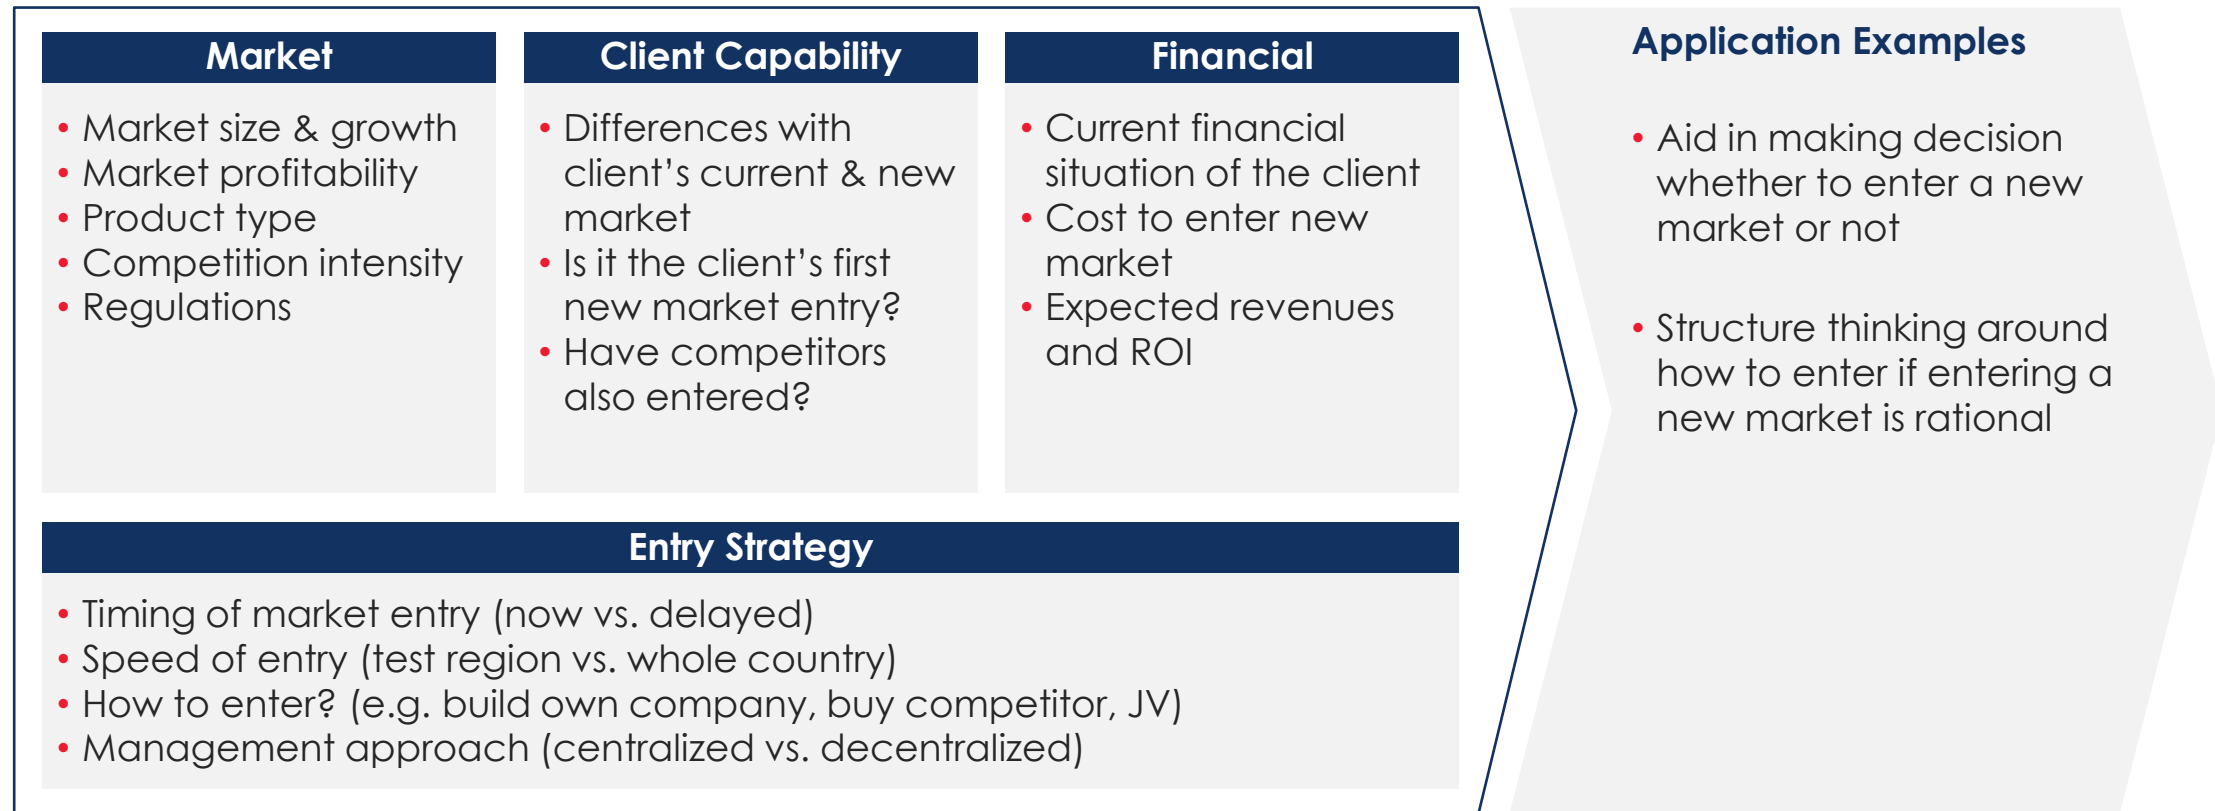 Market
• Market size & growth
• Market profitability
• Product type
• Competition intensity
• Regulations
Client Capability
• Differences with
client's current & new
market
• Is it the client's first
new market entry?
• Have competitors
also entered?
Financial
• Current financial
situation of the client
• Cost to enter new
market
• Expected revenues
and ROI
Entry Strategy
• Timing of market entry (now vs. delayed)
• Speed of entry (test region vs. whole country)
• How to enter? (e.g. build own company, buy competitor, JV)
• Management approach (centralized vs. decentralized)
Application Examples
• Aid in making decision
whether to enter a new
market or not
• Structure thinking around
how to enter if entering a
new market is rational